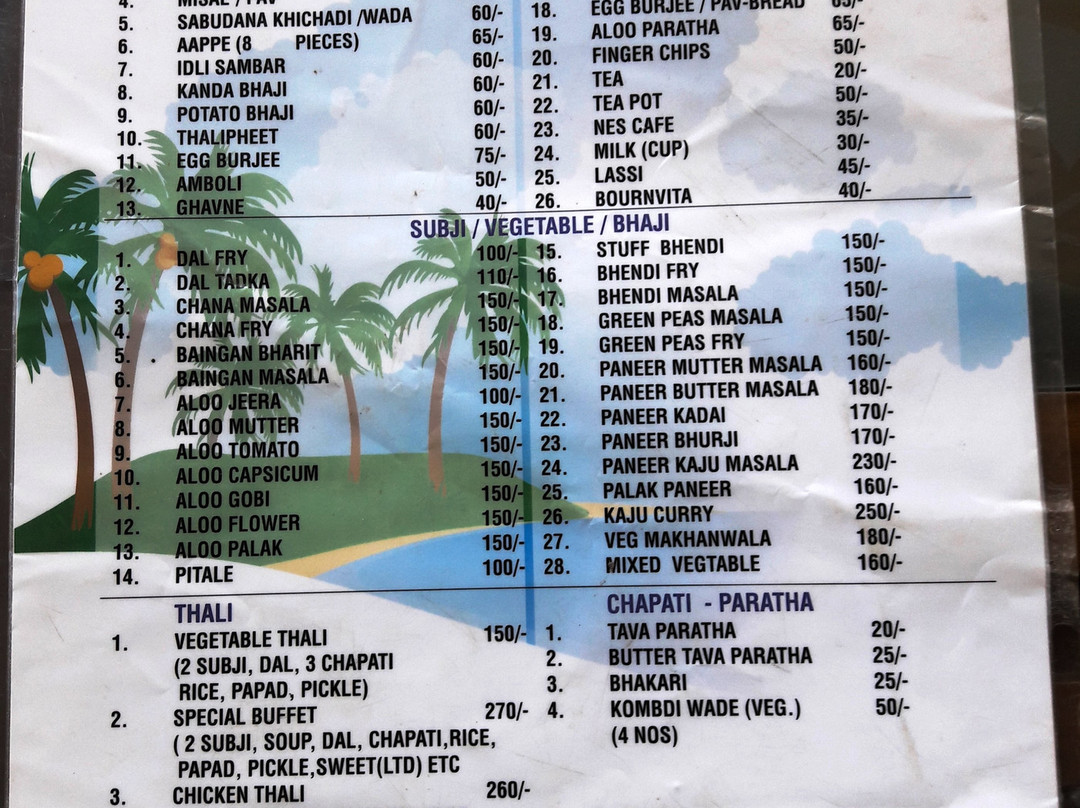 4. MISAL / PAV
5. SABUDANA KHICHADI /WADA 60/-
6. AAPPE (8 PIECES) 65/-
7. IDLI SAMBAR 60/-
8. KANDA BHAJI 60/-
9. POTATO BHAJI 60/-
10. THALIPHEET 60/-
11. EGG BURJEE 75/-
12. AMBOLI 50/-
13. GHAVNE 40/-
18. EGG BURJEE / PAV-BREAD 65/-
19. ALOO PARATHA 65/-
20. FINGER CHIPS 50/-
21. TEA 20/-
22. TEA POT 50/-
23. NES CAFE 35/-
24. MILK (CUP) 30/-
25. LASSI 45/-
26. BOURNVITA 40/-
SUBJI / VEGETABLE / BHAJI
1. DAL FRY 100/-
2. DAL TADKA 110/-
3. CHANA MASALA 150/-
4. CHANA FRY 150/-
5. BAINGAN BHARIT 150/-
6. BAINGAN MASALA 150/-
7. ALOO JEERA 100/-
8. ALOO MUTTER 150/-
9. ALOO TOMATO 150/-
10. ALOO CAPSICUM 150/-
11. ALOO GOBI 150/-
12. ALOO FLOWER 150/-
13. ALOO PALAK 150/-
14. PITALE 100/-
15. STUFF BHENDI 150/-
16. BHENDI FRY 150/-
17. BHENDI MASALA 150/-
18. GREEN PEAS MASALA 150/-
19. GREEN PEAS FRY 150/-
20. PANEER MUTTER MASALA 160/-
21. PANEER BUTTER MASALA 180/-
22. PANEER KADAI 170/-
23. PANEER BHURJI 170/-
24. PANEER KAJU MASALA 230/-
25. PALAK PANEER 160/-
26. KAJU CURRY 250/-
27. VEG MAKHANWALA 180/-
28. MIXED VEGTABLE 160/-
THALI
1. VEGETABLE THALI 150/-
(2 SUBJI, DAL, 3 CHAPATI
RICE, PAPAD, PICKLE)
2. SPECIAL BUFFET 270/-
( 2 SUBJI, SOUP, DAL, CHAPATI,RICE,
PAPAD, PICKLE,SWEET(LTD) ETC
3. CHICKEN THALI 260/-
CHAPATI - PARATHA
1. TAVA PARATHA 20/-
2. BUTTER TAVA PARATHA 25/-
3. BHAKARI 25/-
4. KOMBDI WADE (VEG.) 50/-
(4 NOS)